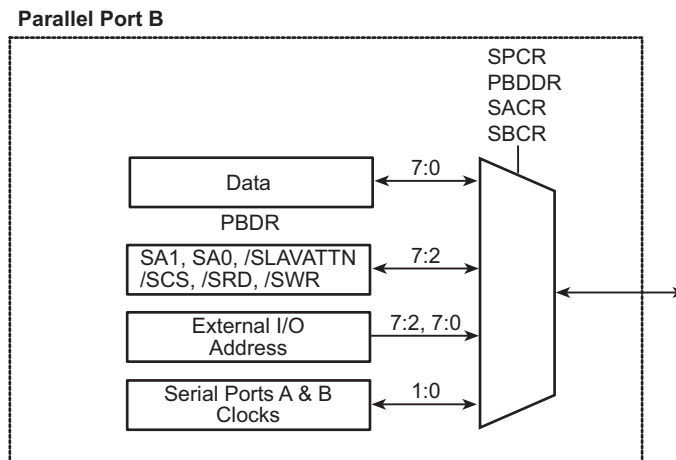 Parallel Port B
SPCR
PBDDR
SACR
SBCR
Data
7:0
PBDR
SA1, SA0, /SLAVATTN
/SCS, /SRD, /SWR
7:2
External I/O
Address
7:2, 7:0
Serial Ports A & B
Clocks
1:0